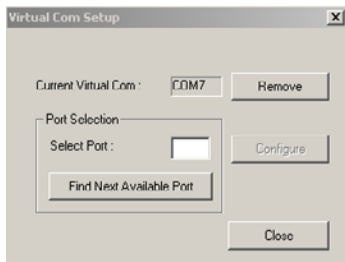 Virtual Com Setup
Current Virtual Com : COM7 Remove
Port Selection
Select Port :
Configure
Find Next Available Port
Close